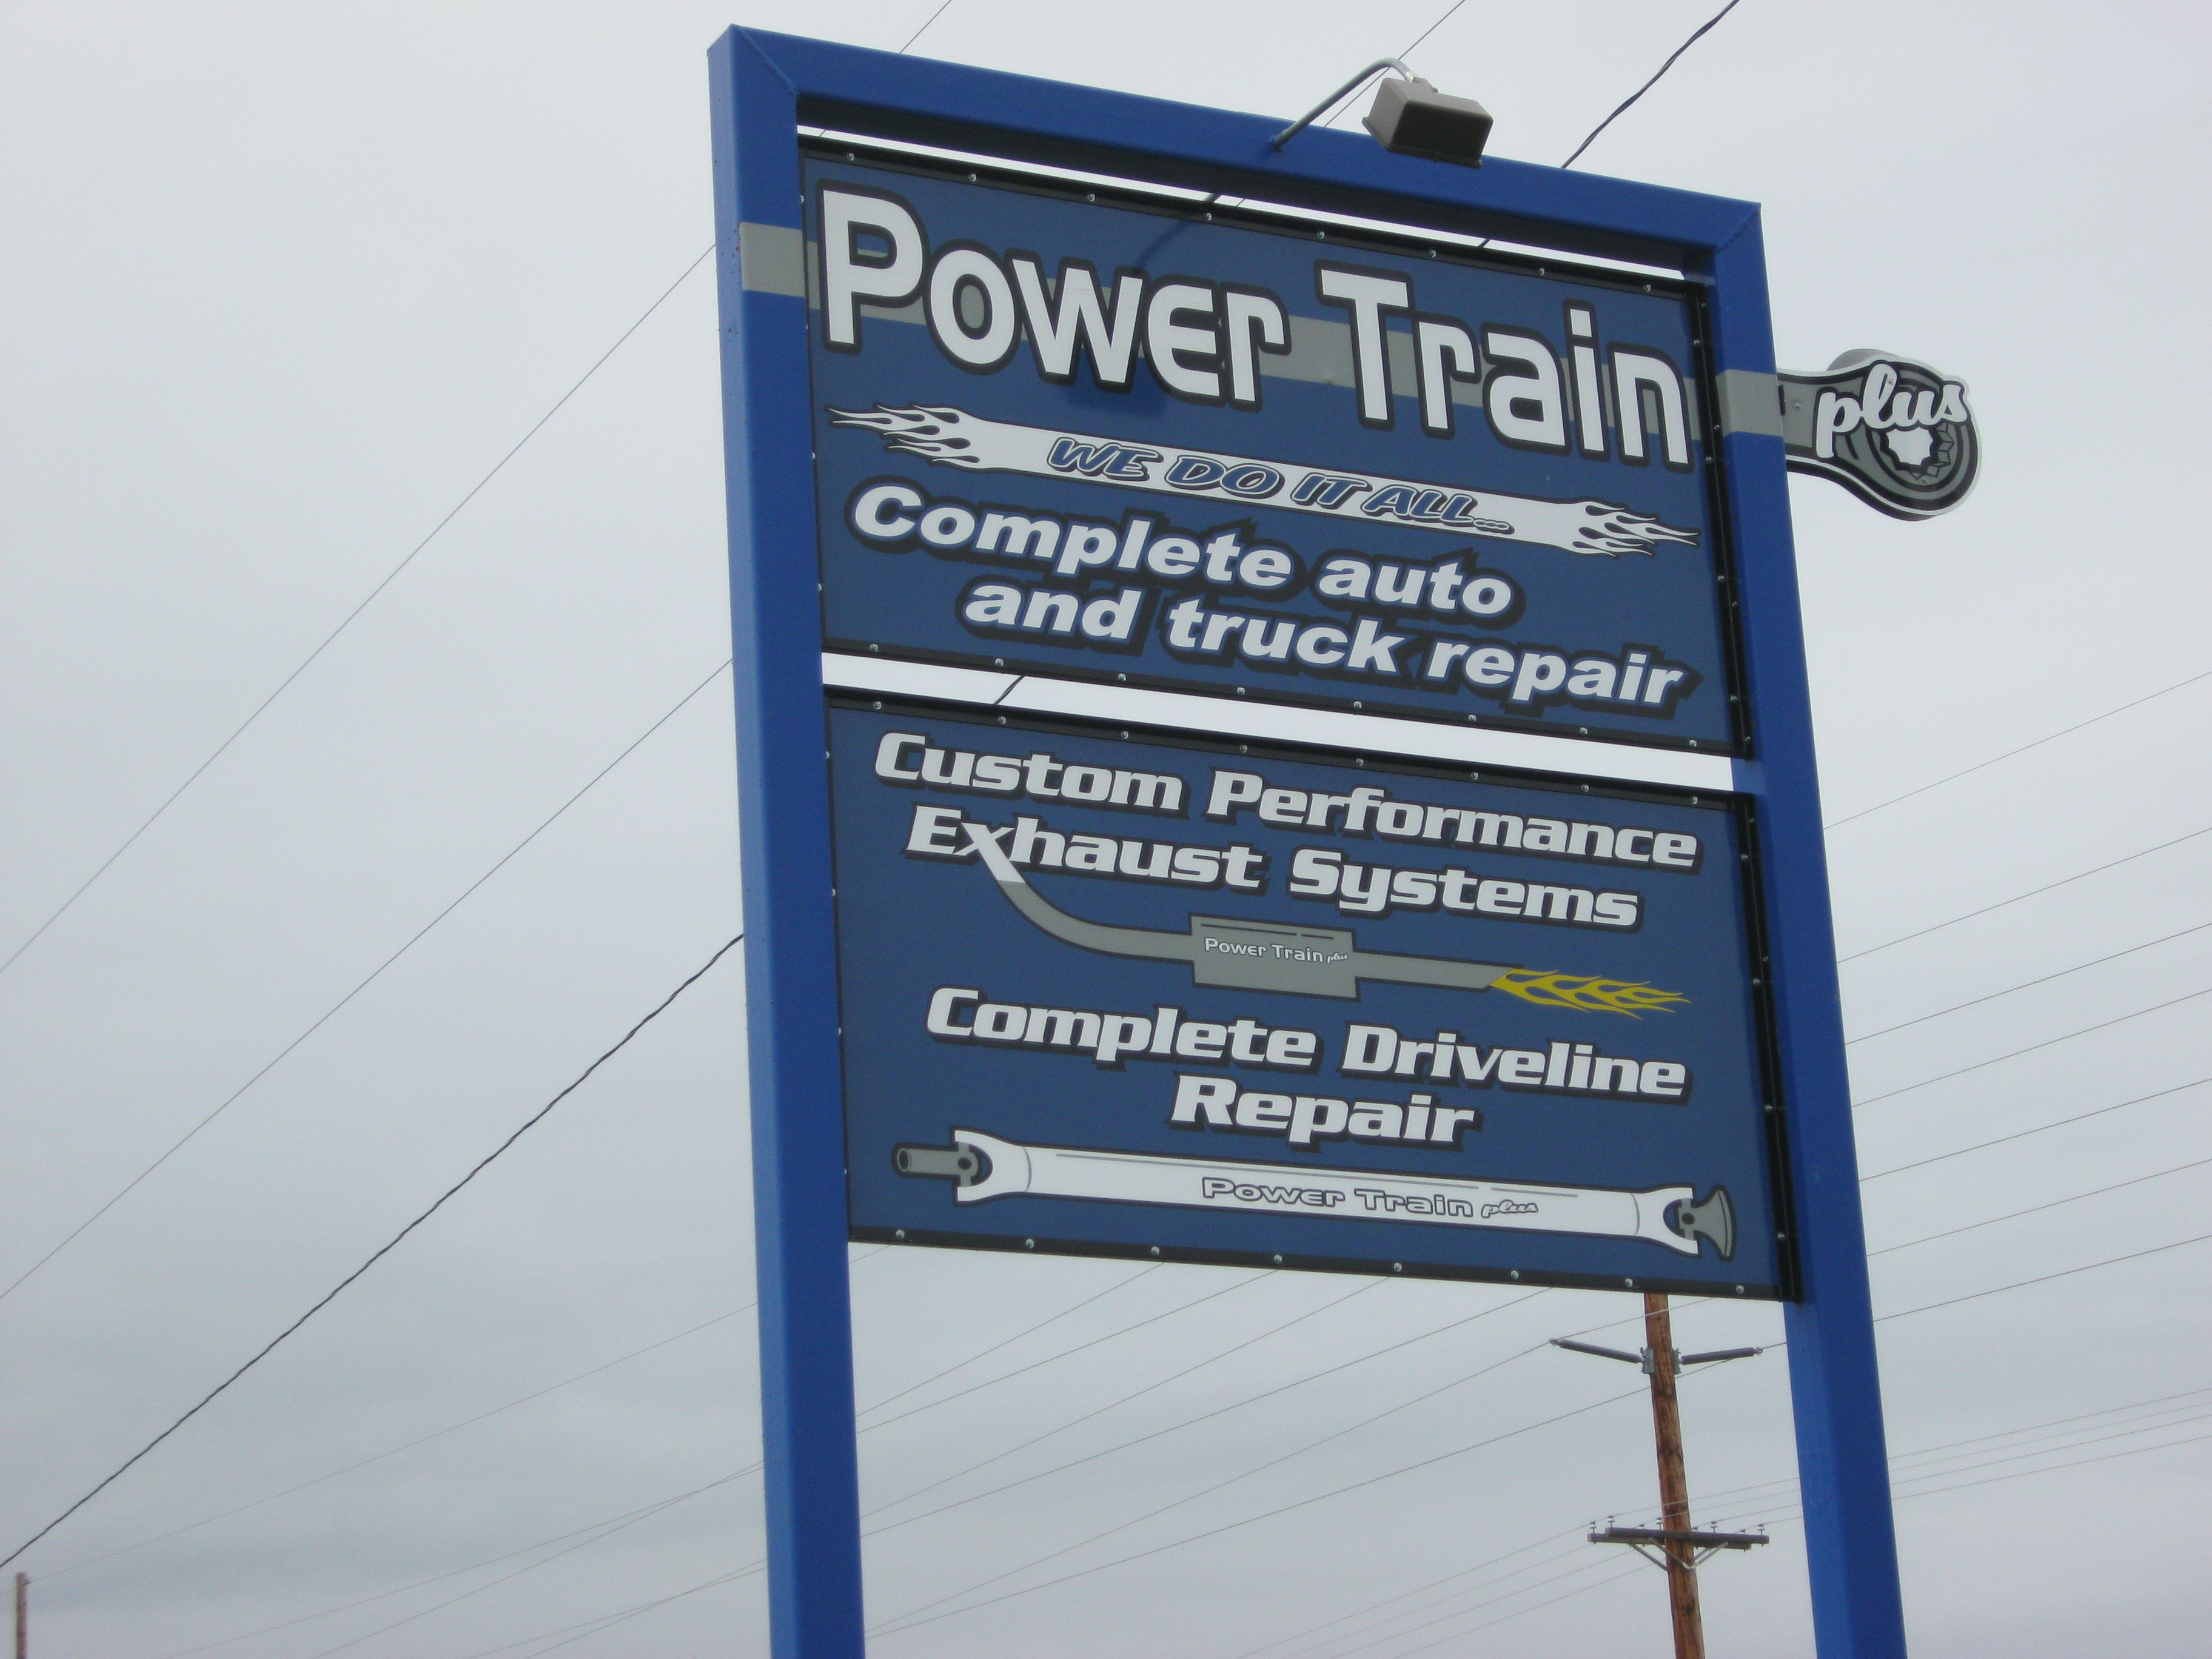 Power Train
plus
WE DO IT ALL...
Complete auto
and truck repair
Custom Performance
Exhaust Systems
Power Train plus
Complete Driveline
Repair
Power Train plus